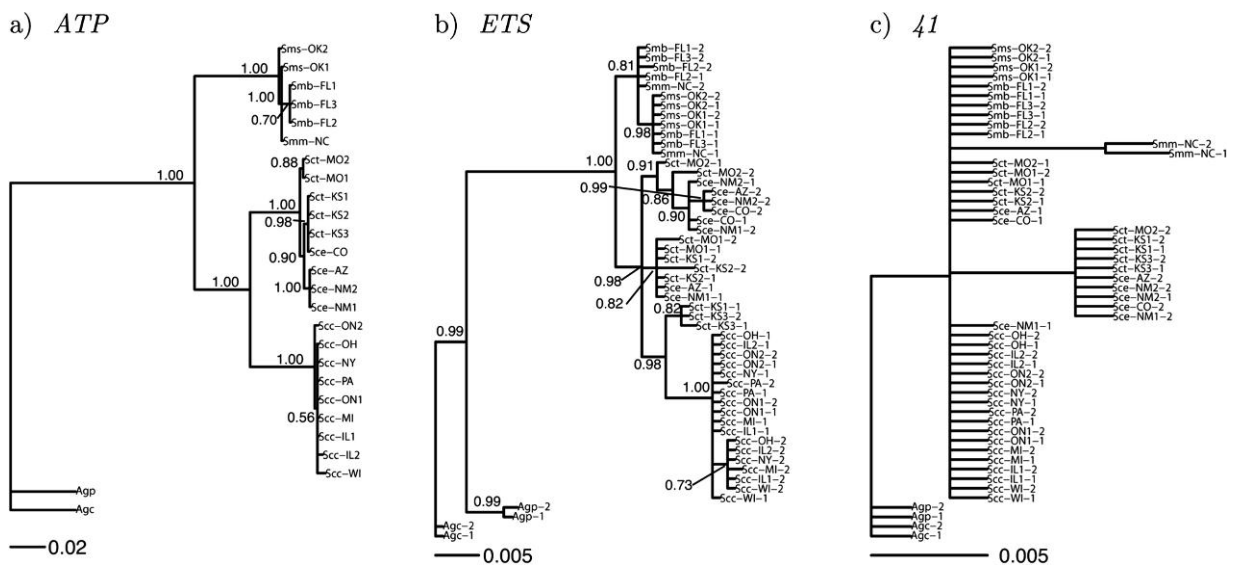 a) ATP
1.00
Sms-OK2
Sms-OK1
1.00
Smb-FL1
Smb-FL3
0.70
Smb-FL2
Smm-NC
1.00
0.88
Sct-MO2
Sct-MO1
1.00
Sct-KS1
0.98
Sct-KS2
Sct-KS3
0.90
Sce-CO
Sce-AZ
1.00
Sce-NM2
Sce-NM1
1.00
Scc-ON2
Scc-OH
1.00
Scc-NY
Scc-PA
Scc-ON1
0.56
Scc-MI
Scc-IL1
Scc-IL2
Scc-WI
Agp
Agc
0.02
b) ETS
Smb-FL1-2
Smb-FL3-2
0.81
Smb-FL2-2
Smb-FL2-1
Smm-NC-2
Sms-OK2-2
Sms-OK2-1
Sms-OK1-2
Sms-OK1-1
0.98
Smb-FL1-1
Smb-FL3-1
Smm-NC-1
1.00
0.91
Sct-MO2-1
Sct-MO2-2
0.99
Sce-NM2-1
Sce-AZ-2
0.86
Sce-NM2-2
Sce-CO-2
0.90
Sce-CO-1
Sce-NM1-2
Sct-MO1-2
Sct-MO1-1
Sct-KS1-2
0.98
Sct-KS2-2
Sct-KS2-1
0.82
Sce-AZ-1
Sce-NM1-1
0.82
Sct-KS1-1
Sct-KS3-2
Sct-KS3-1
0.99
0.98
Scc-OH-1
Scc-IL2-1
Scc-ON2-2
Scc-ON2-1
Scc-NY-1
1.00
Scc-PA-2
Scc-PA-1
Scc-ON1-2
Scc-ON1-1
Scc-MI-1
Scc-IL1-1
Scc-OH-2
Scc-IL2-2
Scc-NY-2
Scc-MI-2
0.73
Scc-IL1-2
Scc-WI-2
Scc-WI-1
0.99
Agp-2
Agp-1
Agc-2
Agc-1
0.005
c) 41
Sms-OK2-2
Sms-OK2-1
Sms-OK1-2
Sms-OK1-1
Smb-FL1-2
Smb-FL1-1
Smb-FL3-2
Smb-FL3-1
Smb-FL2-2
Smb-FL2-1
Smm-NC-2
Smm-NC-1
Sct-MO2-1
Sct-MO1-2
Sct-MO1-1
Sct-KS2-2
Sct-KS2-1
Sce-AZ-1
Sce-CO-1
Sct-MO2-2
Sct-KS1-2
Sct-KS1-1
Sct-KS3-2
Sct-KS3-1
Sce-AZ-2
Sce-NM2-2
Sce-NM2-1
Sce-CO-2
Sce-NM1-2
Sce-NM1-1
Scc-OH-2
Scc-OH-1
Scc-IL2-2
Scc-IL2-1
Scc-ON2-2
Scc-ON2-1
Scc-NY-2
Scc-NY-1
Scc-PA-2
Scc-PA-1
Scc-ON1-2
Scc-ON1-1
Scc-MI-2
Scc-MI-1
Scc-IL1-2
Scc-IL1-1
Scc-WI-2
Scc-WI-1
Agp-2
Agp-1
Agc-2
Agc-1
0.005